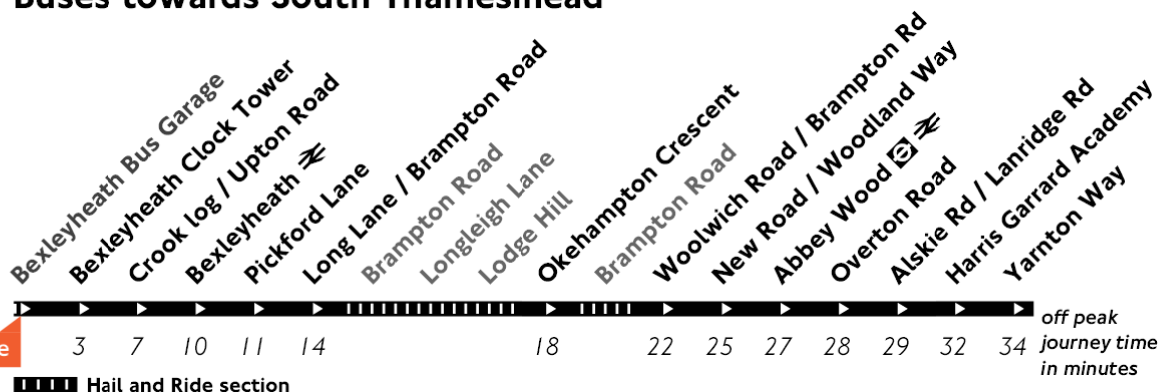 Buses towards South Thamesmead
Bexleyheath Bus Garage
Bexleyheath Clock Tower
Crook log / Upton Road
Bexleyheath
Pickford Lane
Long Lane / Brampton Road
Brampton Road
Longleigh Lane
Lodge Hill
Okehampton Crescent
Brampton Road
Woolwich Road / Brampton Rd
New Road / Woodland Way
Abbey Wood
Overton Road
Alskie Rd / Lanridge Rd
Harris Garrard Academy
Yarnton Way
e 3 7 10 11 14 18 22 25 27 28 29 32 34
off peak
journey time
in minutes
Hail and Ride section